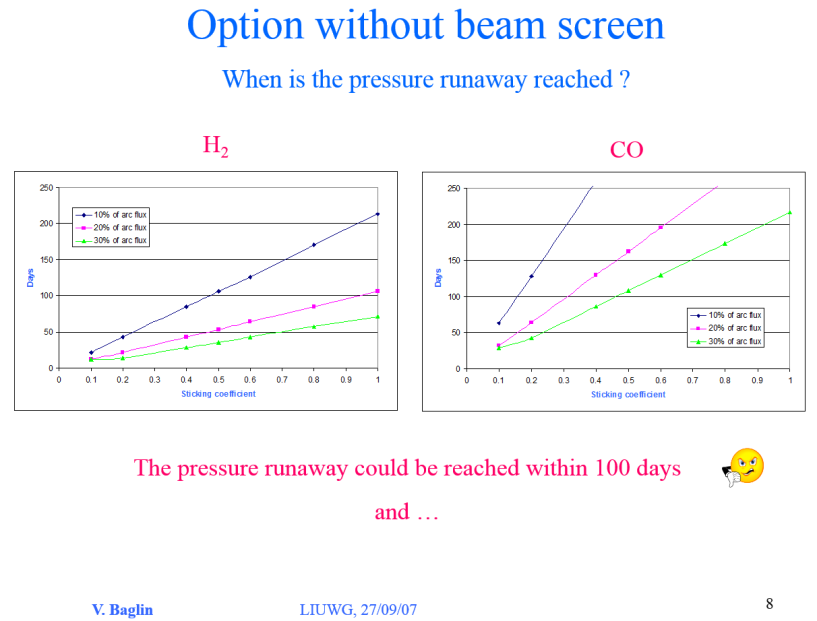 Option without beam screen
When is the pressure runaway reached ?
H₂
CO
250
200
150
100
50
0
Days
10% of arc flux
20% of arc flux
30% of arc flux
0 0.1 0.2 0.3 0.4 0.5 0.6 0.7 0.8 0.9 1
Sticking coefficient
250
200
150
100
50
0
Days
10% of arc flux
20% of arc flux
30% of arc flux
0 0.1 0.2 0.3 0.4 0.5 0.6 0.7 0.8 0.9 1
Sticking coefficient
The pressure runaway could be reached within 100 days
and …
V. Baglin LIUWG, 27/09/07 8